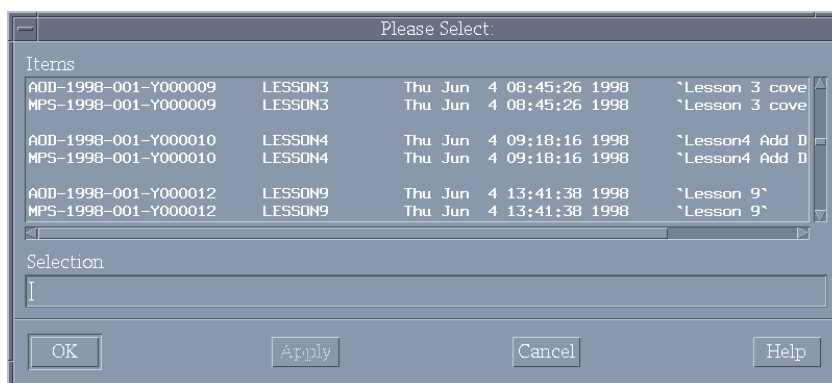 Please Select:
Items
AOD-1998-001-Y000009 LESSON3 Thu Jun 4 08:45:26 1998 `Lesson 3 cove
MPS-1998-001-Y000009 LESSON3 Thu Jun 4 08:45:26 1998 `Lesson 3 cove
AOD-1998-001-Y000010 LESSON4 Thu Jun 4 09:18:16 1998 `Lesson4 Add D
MPS-1998-001-Y000010 LESSON4 Thu Jun 4 09:18:16 1998 `Lesson4 Add D
AOD-1998-001-Y000012 LESSON9 Thu Jun 4 13:41:38 1998 `Lesson 9`
MPS-1998-001-Y000012 LESSON9 Thu Jun 4 13:41:38 1998 `Lesson 9`
Selection
OK Apply Cancel Help